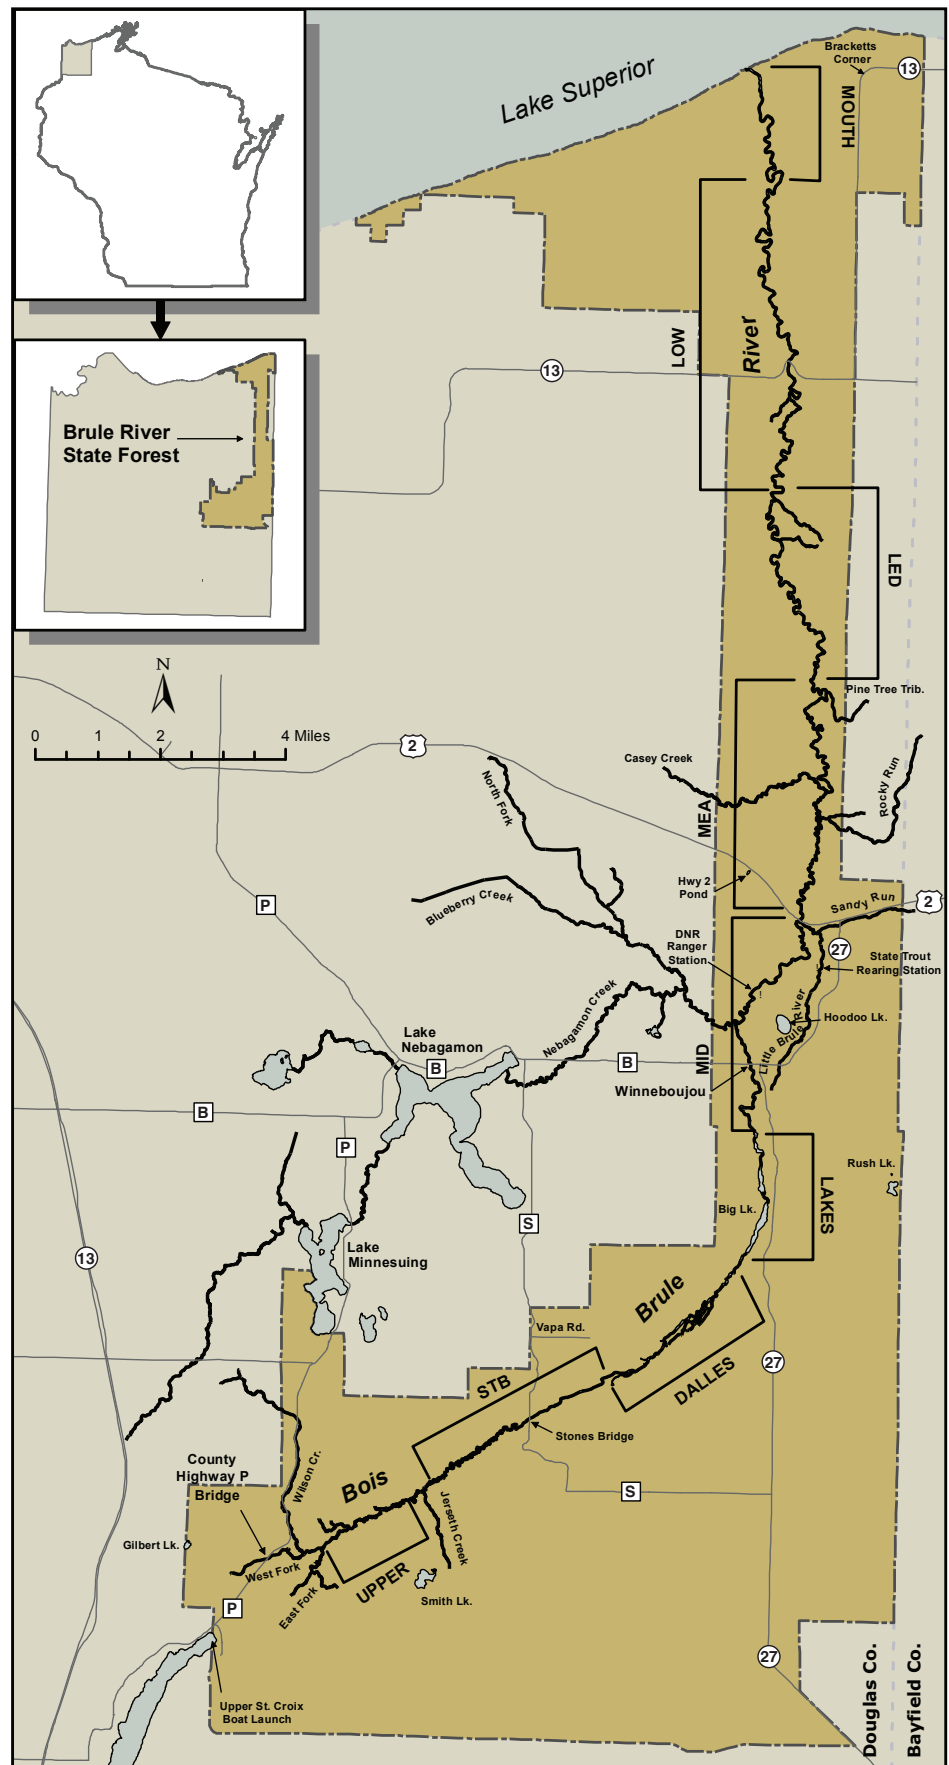 Bracketts
Corner
13
Lake Superior
MOUTH
LOW
River
13
Brule River
State Forest
LED
N
Pine Tree Trib.
0 1 2 4 Miles
2
Casey Creek
North Fork
Rocky Run
MEA
Hwy 2
Pond
Blueberry Creek
P
Sandy Run
2
DNR
Ranger
Station
27
State Trout
Rearing Station
Nebagamon Creek
Little Brule River
Hoodoo Lk.
Lake
Nebagamon
B
B
MID
Winneboujou
B
P
Rush Lk.
LAKES
Big Lk.
S
13
Lake
Minnesuing
Brule
Vapa Rd.
27
STB
DALLES
Stones Bridge
County
Highway P
Bridge
Wilson Cr.
Bois
S
Jerseth Creek
Gilbert Lk.
West Fork
UPPER
East Fork
Smith Lk.
P
27
Upper St. Croix
Boat Launch
Douglas Co.
Bayfield Co.